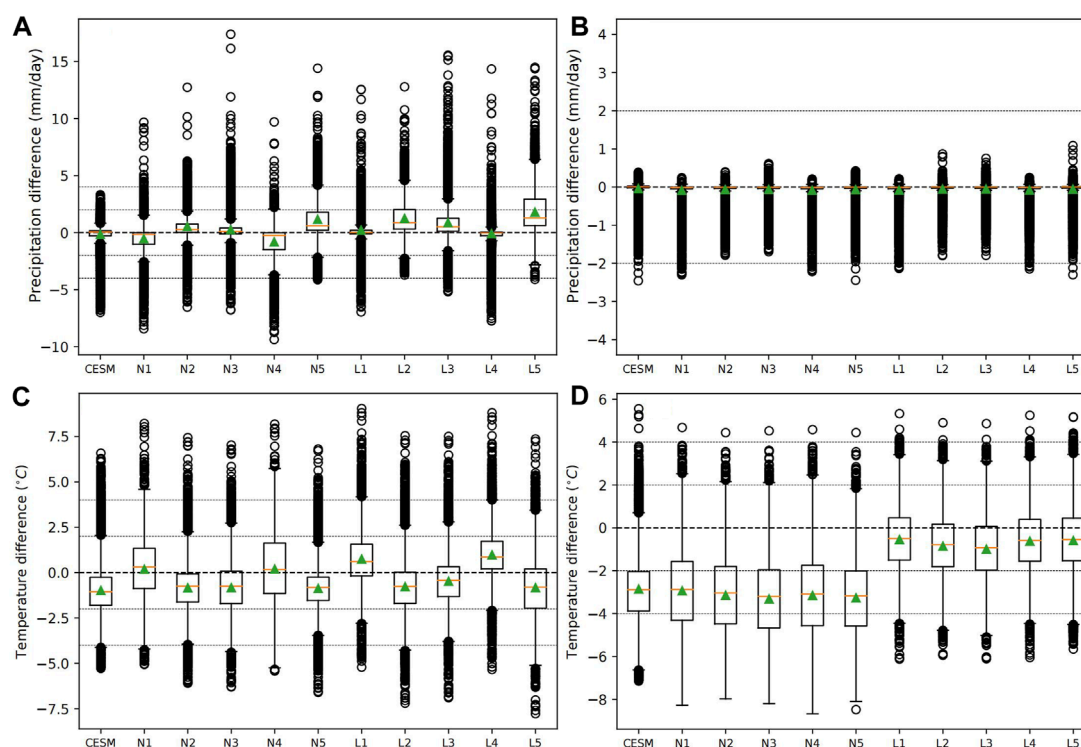 A
Precipitation difference (mm/day)
15
10
5
0
−5
−10
CESM N1 N2 N3 N4 N5 L1 L2 L3 L4 L5
B
Precipitation difference (mm/day)
4
3
2
1
0
−1
−2
−3
−4
CESM N1 N2 N3 N4 N5 L1 L2 L3 L4 L5
C
Temperature difference (°C)
7.5
5.0
2.5
0.0
−2.5
−5.0
−7.5
CESM N1 N2 N3 N4 N5 L1 L2 L3 L4 L5
D
Temperature difference (°C)
6
4
2
0
−2
−4
−6
−8
CESM N1 N2 N3 N4 N5 L1 L2 L3 L4 L5